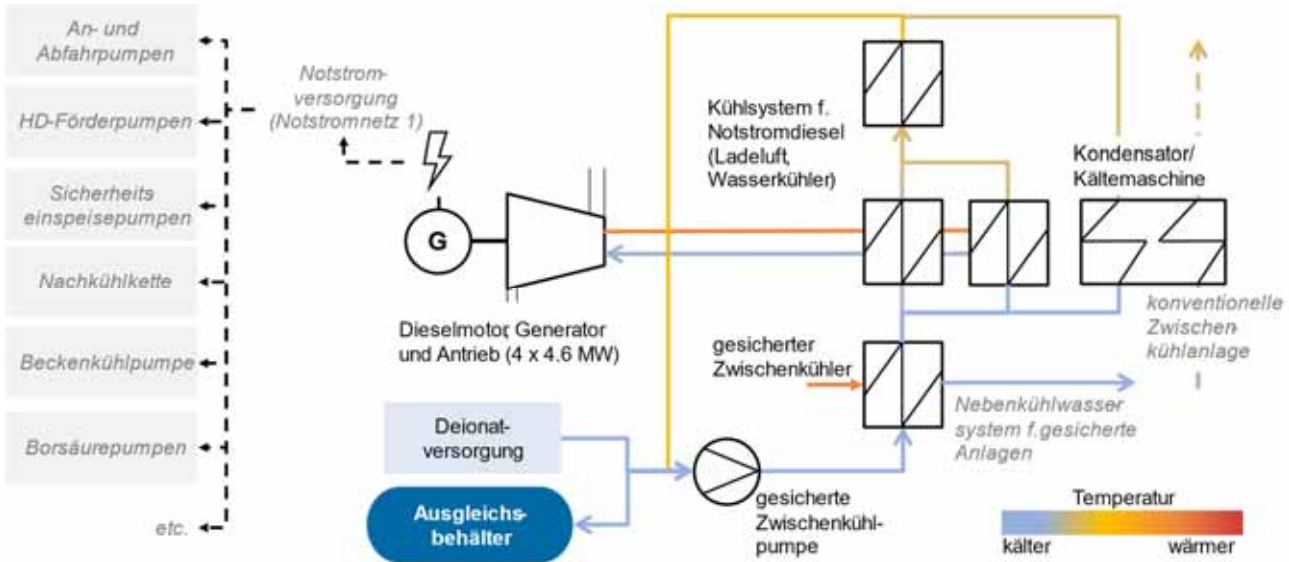 An- und
Abfahrpumpen
HD-Förderpumpen
Sicherheits
einspeisepumpen
Nachkühlkette
Beckenkühlpumpe
Borsäurepumpen
etc.
Notstrom-
versorgung
(Notstromnetz 1)
G
Dieselmotor, Generator
und Antrieb (4 x 4.6 MW)
Kühlsystem f.
Notstromdiesel
(Ladeluft,
Wasserkühler)
Kondensator/
Kältemaschine
konventionelle
Zwischen-
kühlanlage
gesicherter
Zwischenkühler
Nebenkühlwasser
system f.gesicherte
Anlagen
Deionat-
versorgung
Ausgleichs-
behälter
gesicherte
Zwischenkühl-
pumpe
Temperatur
kälter wärmer